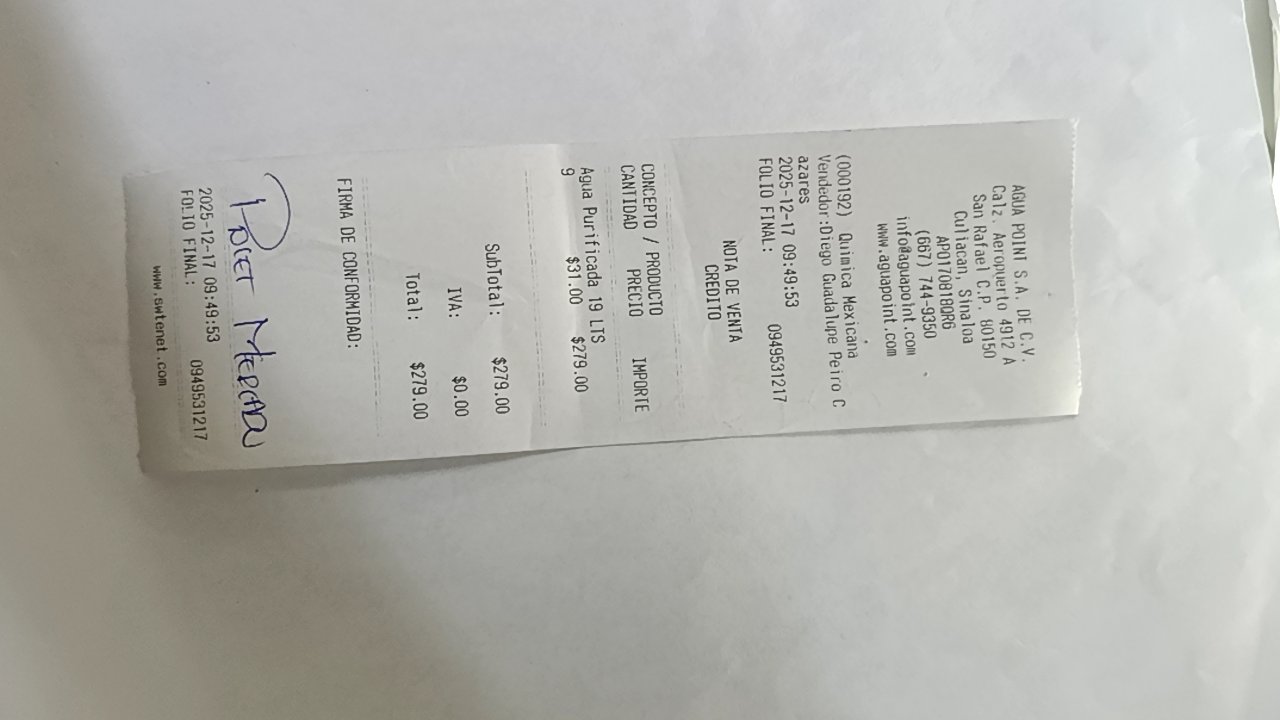 AGUA POINT S.A. DE C.V.
Calz. Aeropuerto 4912 A
San Rafael C.P. 80150
Culiacan, Sinaloa
APO170818QR6
(667) 744-9350
info@aguapoint.com
www.aguapoint.com
(000192) Quimica Mexicana
Vendedor:Diego Guadalupe Peiro C
azares
2025-12-17 09:49:53
FOLIO FINAL: 0949531217
NOTA DE VENTA
CREDITO
CONCEPTO / PRODUCTO
CANTIDAD PRECIO IMPORTE
Agua Purificada 19 LTS
9 $31.00 $279.00
SubTotal: $279.00
IVA: $0.00
Total: $279.00
FIRMA DE CONFORMIDAD:
2025-12-17 09:49:53
FOLIO FINAL: 0949531217
www.swtenet.com